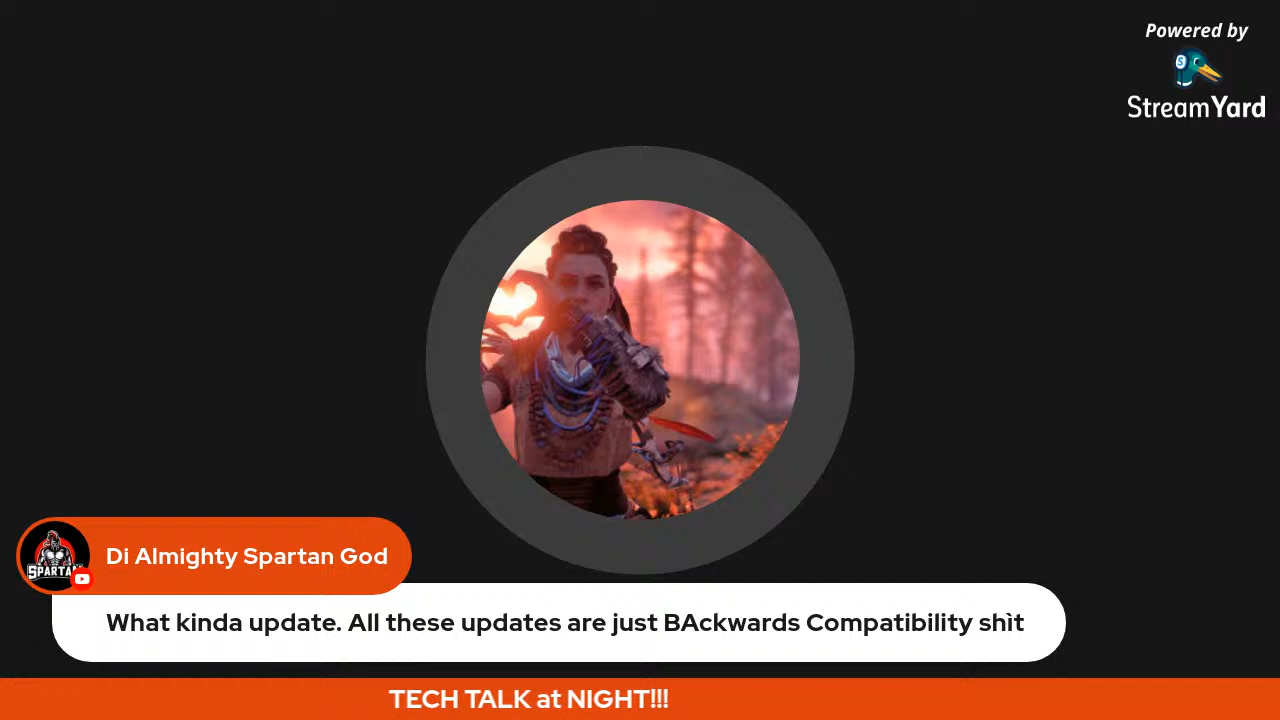 Powered by
S
StreamYard
SPARTAN
Di Almighty Spartan God
What kinda update. All these updates are just BAckwards Compatibility shìt
TECH TALK at NIGHT!!!